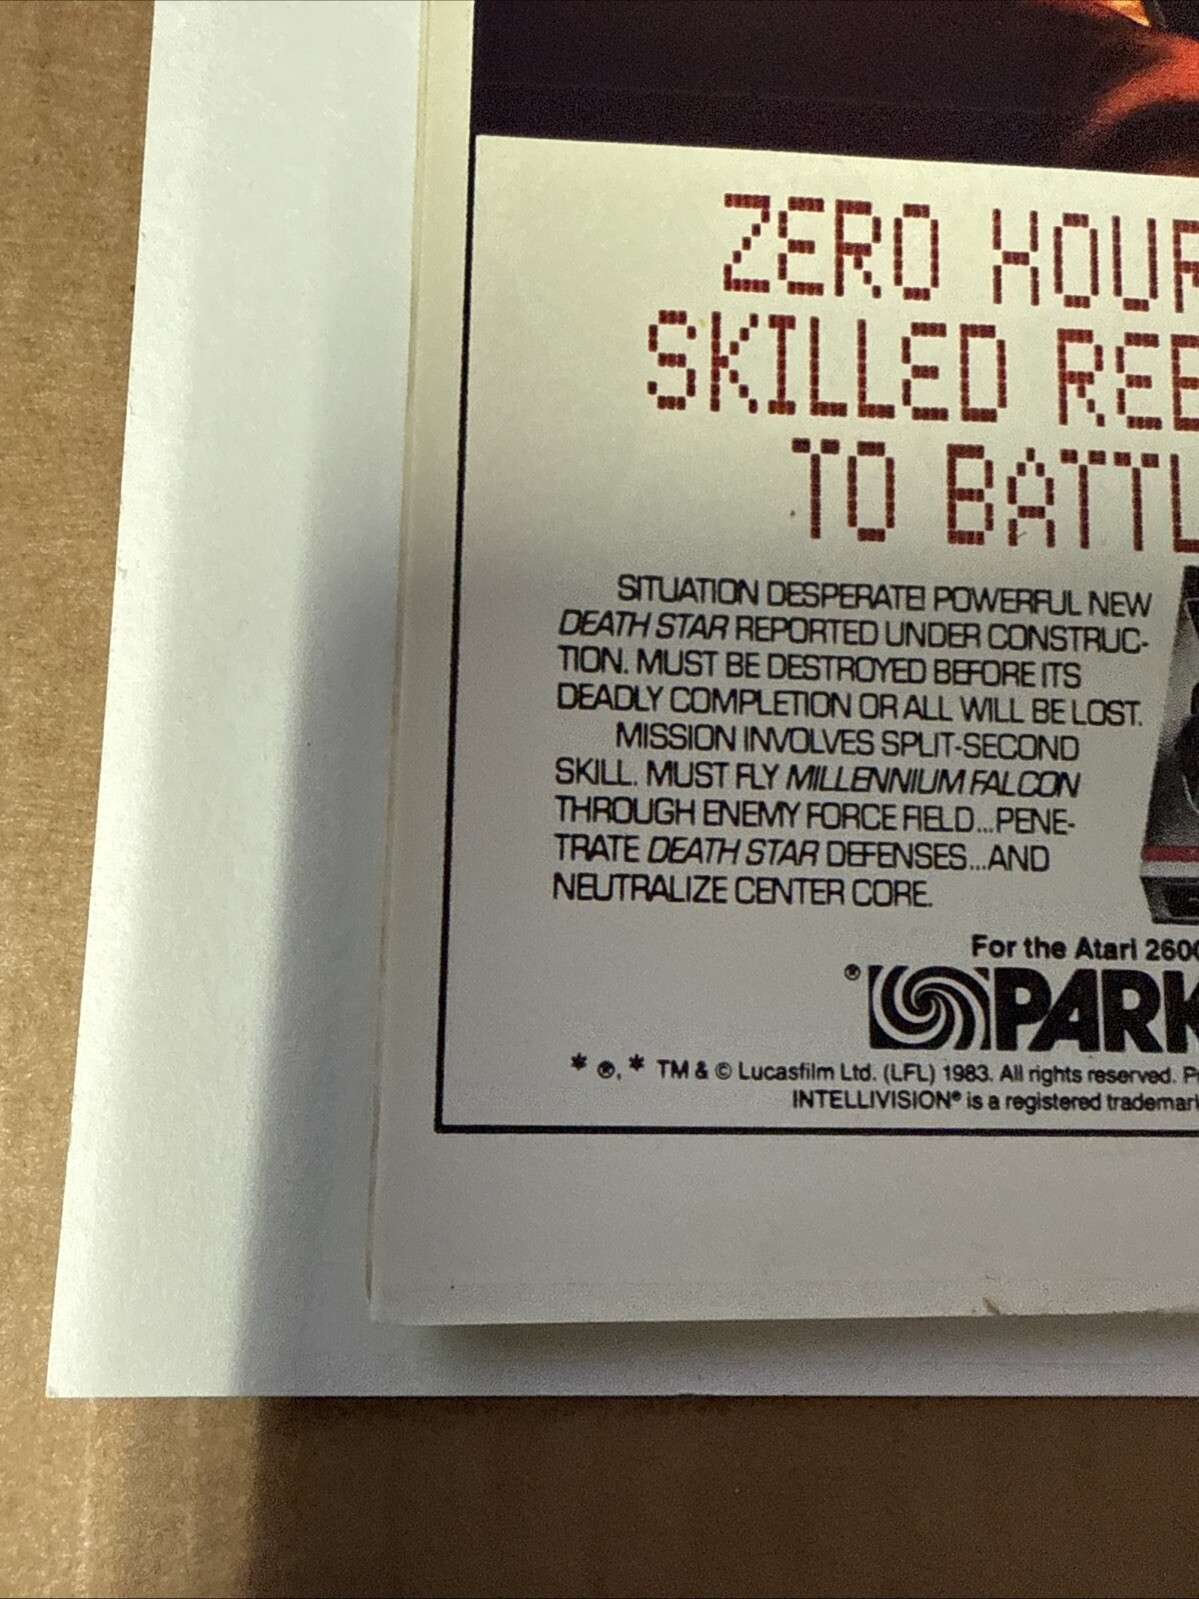 ZERO HOUR
SKILLED REB
TO BATTL
SITUATION DESPERATE! POWERFUL NEW
DEATH STAR REPORTED UNDER CONSTRUC-
TION. MUST BE DESTROYED BEFORE ITS
DEADLY COMPLETION OR ALL WILL BE LOST.
MISSION INVOLVES SPLIT-SECOND
SKILL. MUST FLY MILLENNIUM FALCON
THROUGH ENEMY FORCE FIELD...PENE-
TRATE DEATH STAR DEFENSES...AND
NEUTRALIZE CENTER CORE.
For the Atari 2600
® PARK
* ®, * TM & © Lucasfilm Ltd. (LFL) 1983. All rights reserved. P
INTELLIVISION® is a registered trademark